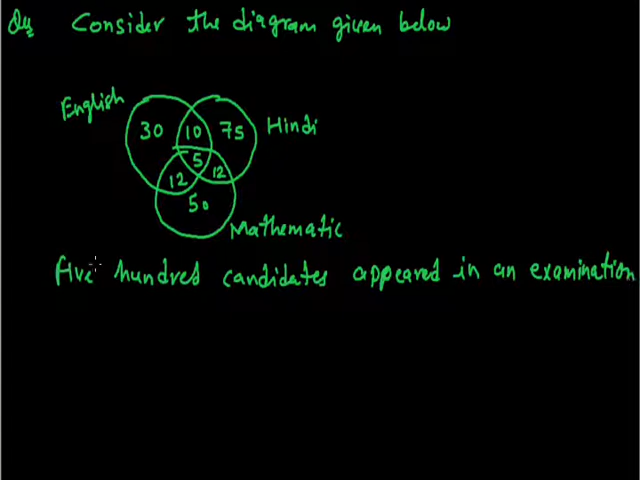 Qu Consider the diagram given below
English
30 10 75
Hindi
5
12 12
50
Mathematic
Five hundred candidates appeared in an examination